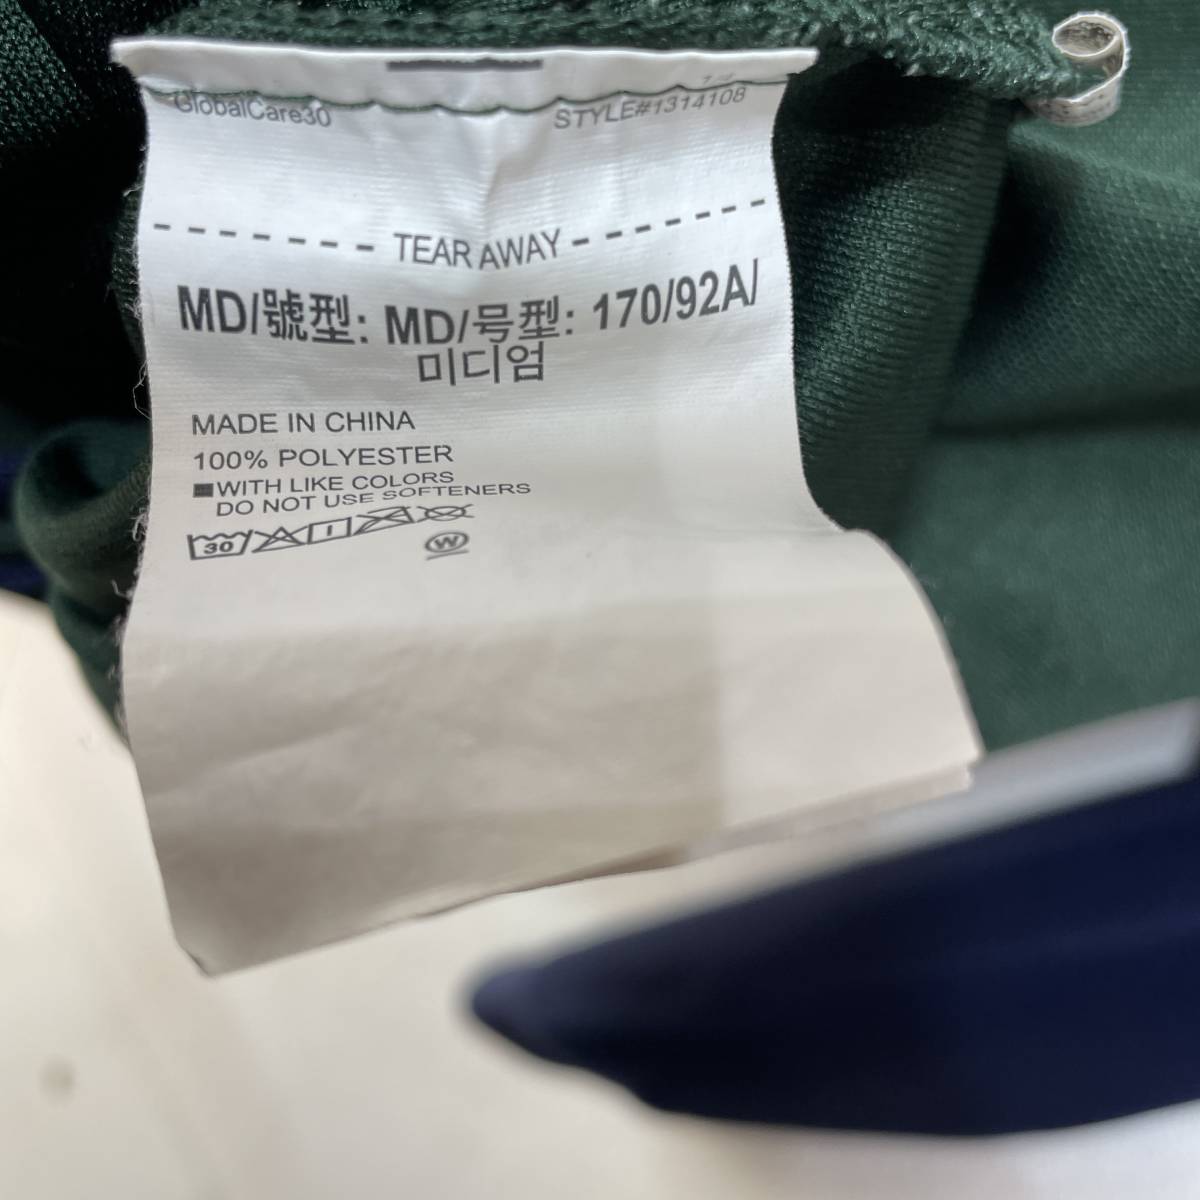 GlobalCare30 STYLE#1314108
TEAR AWAY
MD/號型: MD/号型: 170/92A/
미디엄
MADE IN CHINA
100% POLYESTER
WITH LIKE COLORS
DO NOT USE SOFTENERS
30
W